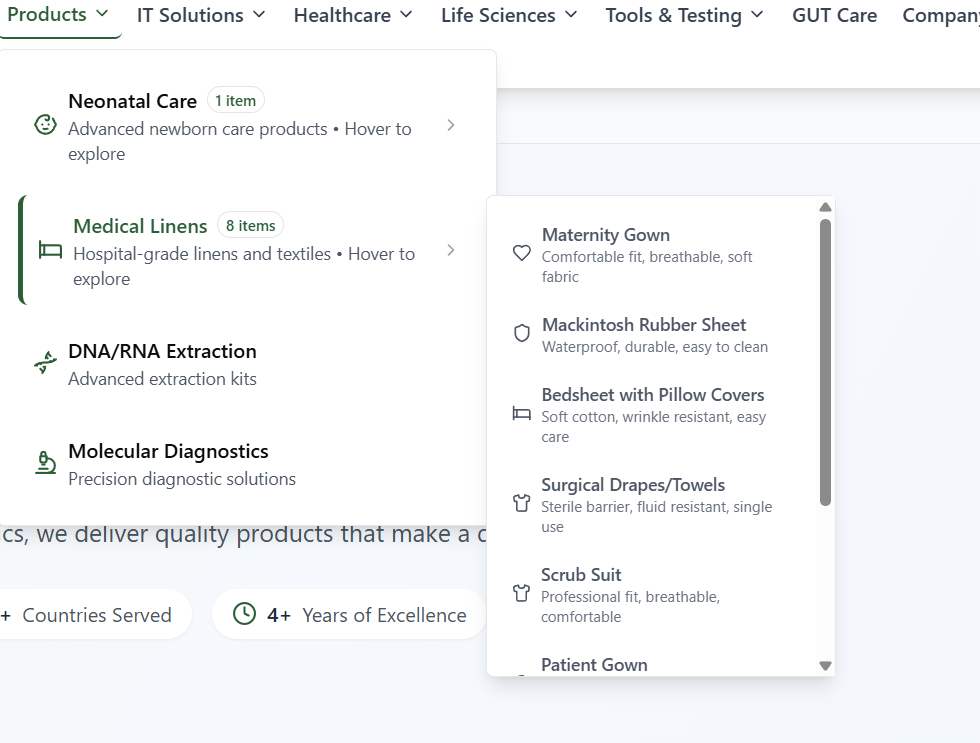 Products IT Solutions Healthcare Life Sciences Tools & Testing GUT Care Company
Neonatal Care 1 item
Advanced newborn care products • Hover to
explore
Medical Linens 8 items
Hospital-grade linens and textiles • Hover to
explore
DNA/RNA Extraction
Advanced extraction kits
Molecular Diagnostics
Precision diagnostic solutions
Maternity Gown
Comfortable fit, breathable, soft
fabric
Mackintosh Rubber Sheet
Waterproof, durable, easy to clean
Bedsheet with Pillow Covers
Soft cotton, wrinkle resistant, easy
care
Surgical Drapes/Towels
Sterile barrier, fluid resistant, single
use
Scrub Suit
Professional fit, breathable,
comfortable
Patient Gown
ics, we deliver quality products that make a
+ Countries Served 4+ Years of Excellence